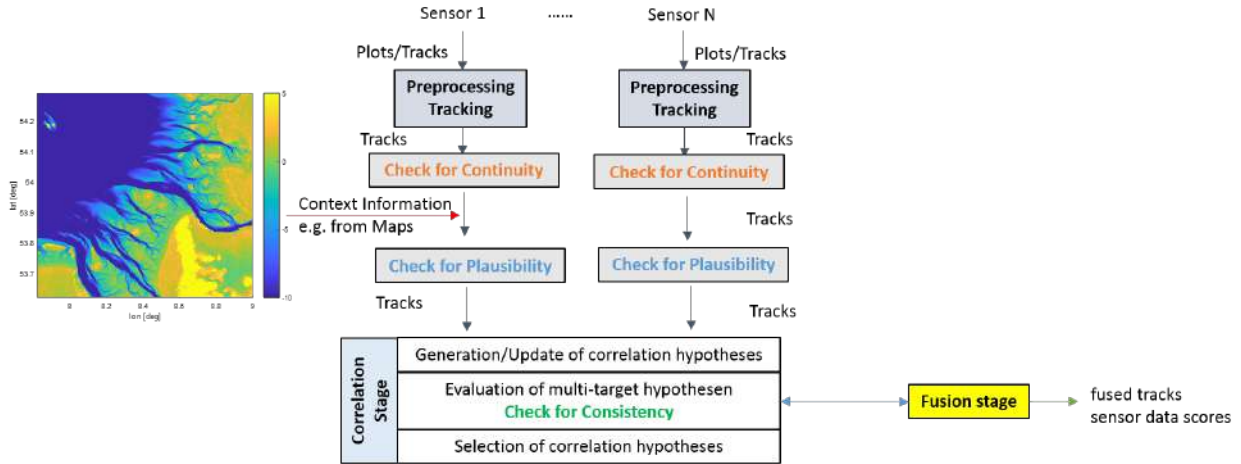 Sensor 1
......
Sensor N
Plots/Tracks
Plots/Tracks
Preprocessing
Tracking
Preprocessing
Tracking
Tracks
Tracks
Check for Continuity
Check for Continuity
5
0
-5
-10
54.2
54.1
54
53.9
53.8
53.7
lat [deg]
8
8.2
8.4
8.6
8.8
9
lon [deg]
Context Information
e.g. from Maps
Tracks
Check for Plausibility
Check for Plausibility
Tracks
Tracks
Correlation
Stage
Generation/Update of correlation hypotheses
Evaluation of multi-target hypothesen
Check for Consistency
Selection of correlation hypotheses
Fusion stage
fused tracks
sensor data scores